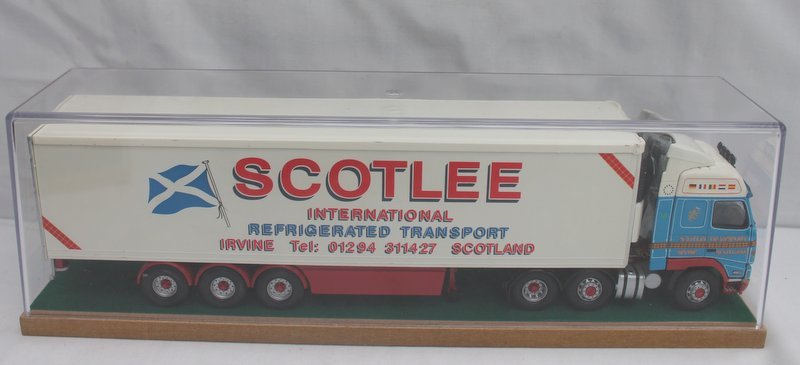 SCOTLEE
INTERNATIONAL
REFRIGERATED TRANSPORT
IRVINE Tel: 01294 311427 SCOTLAND